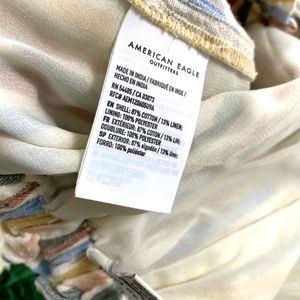 AMERICAN EAGLE
OUTFITTERS
MADE IN INDIA / FABRIQUÉ EN INDE /
HECHO EN INDIA
RN 54485 / CA 03972
EN SHELL: 87% COTTON / 13% LINEN;
LINING: 100% POLYESTER
FR EXTÉRIEUR: 87% COTON / 13% LIN;
DOUBLURE: 100% POLYESTER
SP EXTERIOR: 87% algodón / 13% lino;
FORRO: 100% poliéster